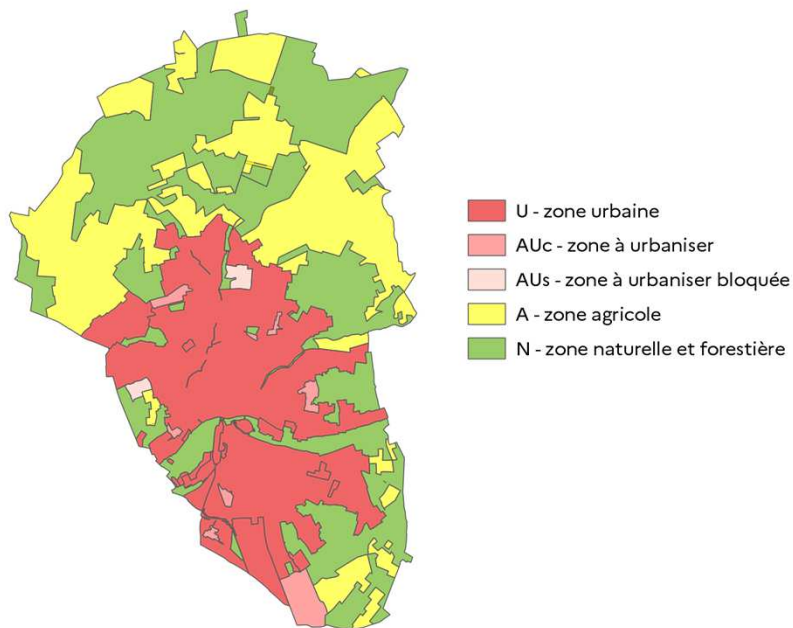 U - zone urbaine
AUc - zone à urbaniser
AUs - zone à urbaniser bloquée
A - zone agricole
N - zone naturelle et forestière